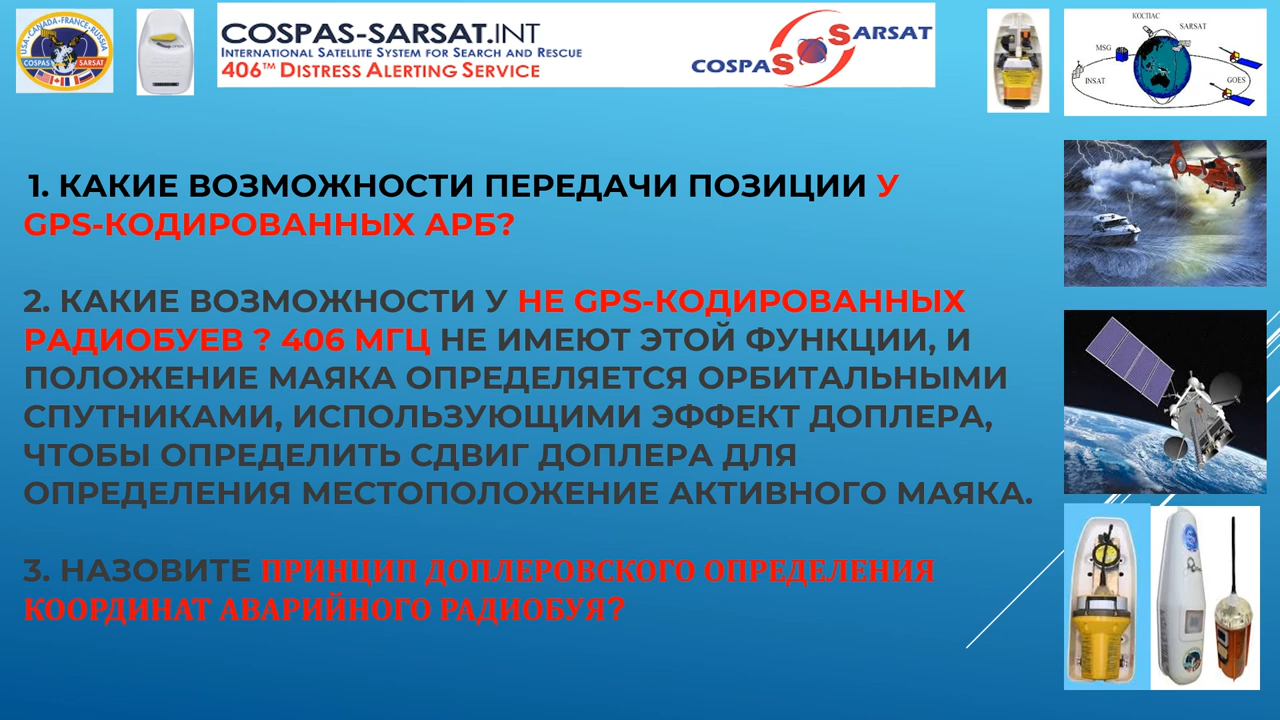 USA-CANADA-FRANCE-RUSSIA
COSPAS SARSAT
COSPAS-SARSAT.INT
INTERNATIONAL SATELLITE SYSTEM FOR SEARCH AND RESCUE
406™ DISTRESS ALERTING SERVICE
SARSAT
COSPAS
КОСПАС
SARSAT
MSG
INSAT
GOES
1. КАКИЕ ВОЗМОЖНОСТИ ПЕРЕДАЧИ ПОЗИЦИИ У
GPS-КОДИРОВАННЫХ АРБ?
2. КАКИЕ ВОЗМОЖНОСТИ У НЕ GPS-КОДИРОВАННЫХ
РАДИОБУЕВ ? 406 МГЦ НЕ ИМЕЮТ ЭТОЙ ФУНКЦИИ, И
ПОЛОЖЕНИЕ МАЯКА ОПРЕДЕЛЯЕТСЯ ОРБИТАЛЬНЫМИ
СПУТНИКАМИ, ИСПОЛЬЗУЮЩИМИ ЭФФЕКТ ДОПЛЕРА,
ЧТОБЫ ОПРЕДЕЛИТЬ СДВИГ ДОПЛЕРА ДЛЯ
ОПРЕДЕЛЕНИЯ МЕСТОПОЛОЖЕНИЕ АКТИВНОГО МАЯКА.
3. НАЗОВИТЕ ПРИНЦИП ДОПЛЕРОВСКОГО ОПРЕДЕЛЕНИЯ
КООРДИНАТ АВАРИЙНОГО РАДИОБУЯ?